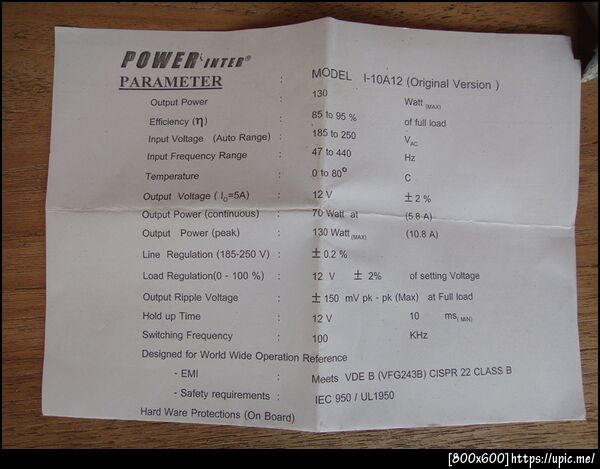 POWER INTER®
PARAMETER : MODEL I-10A12 (Original Version )
Output Power : 130 Watt (MAX)
Efficiency (η) : 85 to 95 % of full load
Input Voltage (Auto Range) : 185 to 250 VAC
Input Frequency Range : 47 to 440 Hz
Temperature : 0 to 80° C
Output Voltage ( IO=5A) : 12 V ± 2 %
Output Power (continuous) : 70 Watt at (5.8 A)
Output Power (peak) : 130 Watt (MAX) (10.8 A)
Line Regulation (185-250 V) : ± 0.2 %
Load Regulation(0 - 100 %) : 12 V ± 2% of setting Voltage
Output Ripple Voltage : ± 150 mV pk - pk (Max) at Full load
Hold up Time : 12 V 10 ms( MIN)
Switching Frequency : 100 KHz
Designed for World Wide Operation Reference
- EMI : Meets VDE B (VFG243B) CISPR 22 CLASS B
- Safety requirements : IEC 950 / UL1950
Hard Ware Protections (On Board)
[800x600]https://upic.me/